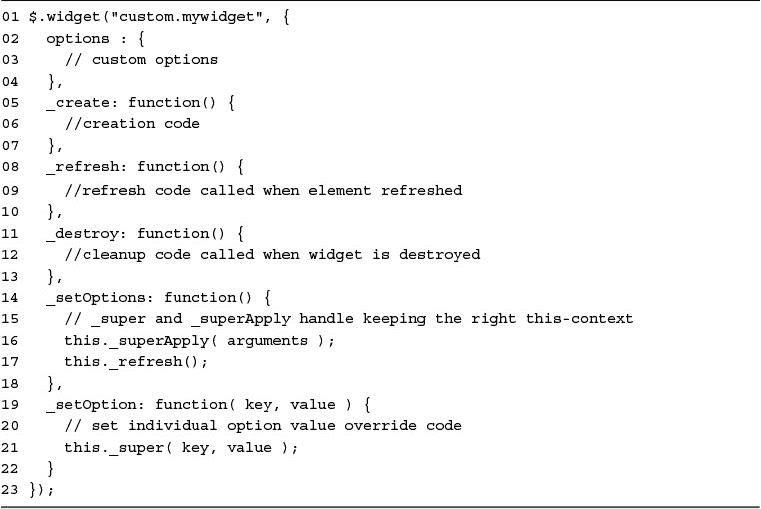 01 $.widget("custom.mywidget", {
02   options : {
03     // custom options
04   },
05   _create: function() {
06     //creation code
07   },
08   _refresh: function() {
09     //refresh code called when element refreshed
10   },
11   _destroy: function() {
12     //cleanup code called when widget is destroyed
13   },
14   _setOptions: function() {
15     // _super and _superApply handle keeping the right this-context
16     this._superApply( arguments );
17     this._refresh();
18   },
19   _setOption: function( key, value ) {
20     // set individual option value override code
21     this._super( key, value );
22   }
23 });